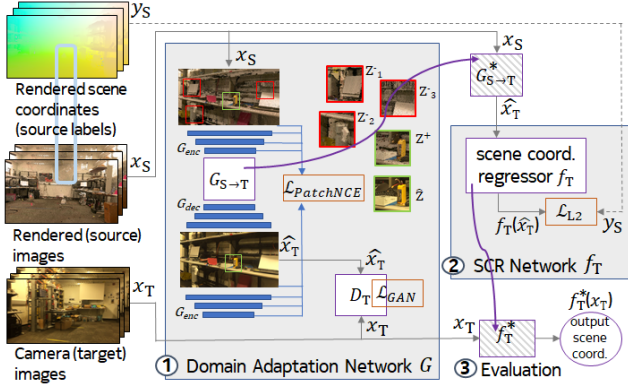 y_S
x_S
x_S
x_S
Rendered scene
coordinates
(source labels)
x_S
Rendered (source)
images
x_T
Camera (target)
images
Z⁻₁
Z⁻₃
Z⁻₂
Z⁺
Ẑ
G_enc
G_S→T
L_PatchNCE
G_dec
x̂_T
x̂_T
G_enc
D_T
L_GAN
x_T
① Domain Adaptation Network G
G*_S→T
x̂_T
scene coord.
regressor f_T
L_L2
f_T(x̂_T)
y_S
② SCR Network f_T
x_T
f*_T
f*_T(x_T)
output
scene
coord.
③ Evaluation